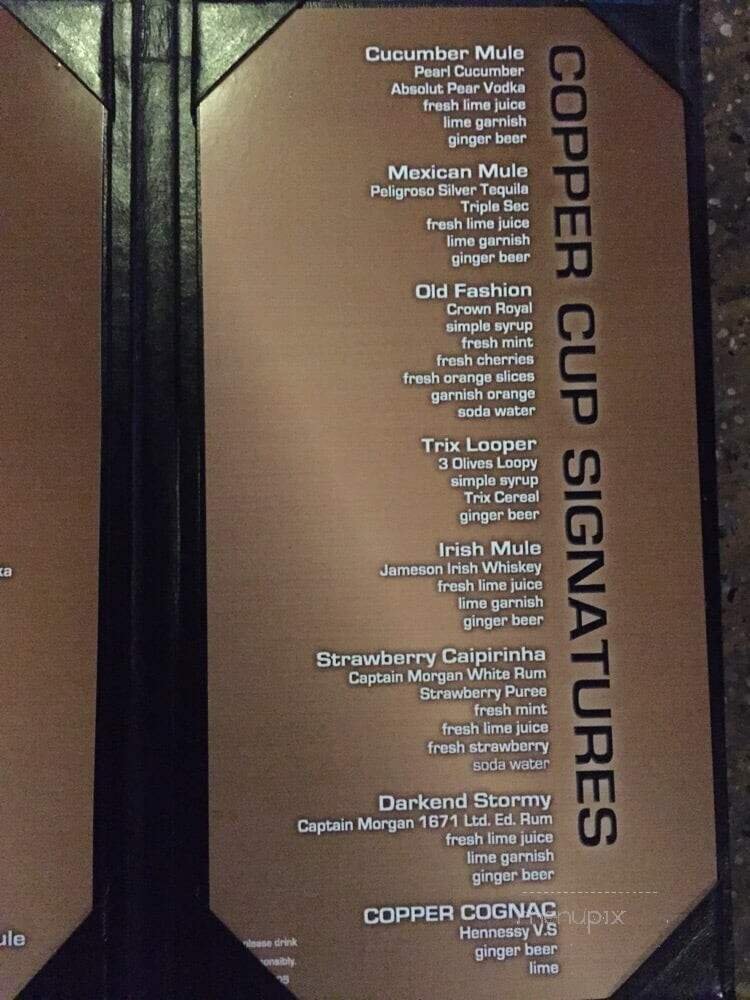 COPPER CUP SIGNATURES
Cucumber Mule
Pearl Cucumber
Absolut Pear Vodka
fresh lime juice
lime garnish
ginger beer
Mexican Mule
Peligroso Silver Tequila
Triple Sec
fresh lime juice
lime garnish
ginger beer
Old Fashion
Crown Royal
simple syrup
fresh mint
fresh cherries
fresh orange slices
garnish orange
soda water
Trix Looper
3 Olives Loopy
simple syrup
Trix Cereal
ginger beer
Irish Mule
Jameson Irish Whiskey
fresh lime juice
lime garnish
ginger beer
Strawberry Caipirinha
Captain Morgan White Rum
Strawberry Puree
fresh mint
fresh lime juice
fresh strawberry
soda water
Darkend Stormy
Captain Morgan 1671 Ltd. Ed. Rum
fresh lime juice
lime garnish
ginger beer
COPPER COGNAC
Hennessy V.S
ginger beer
lime
please drink
menupix